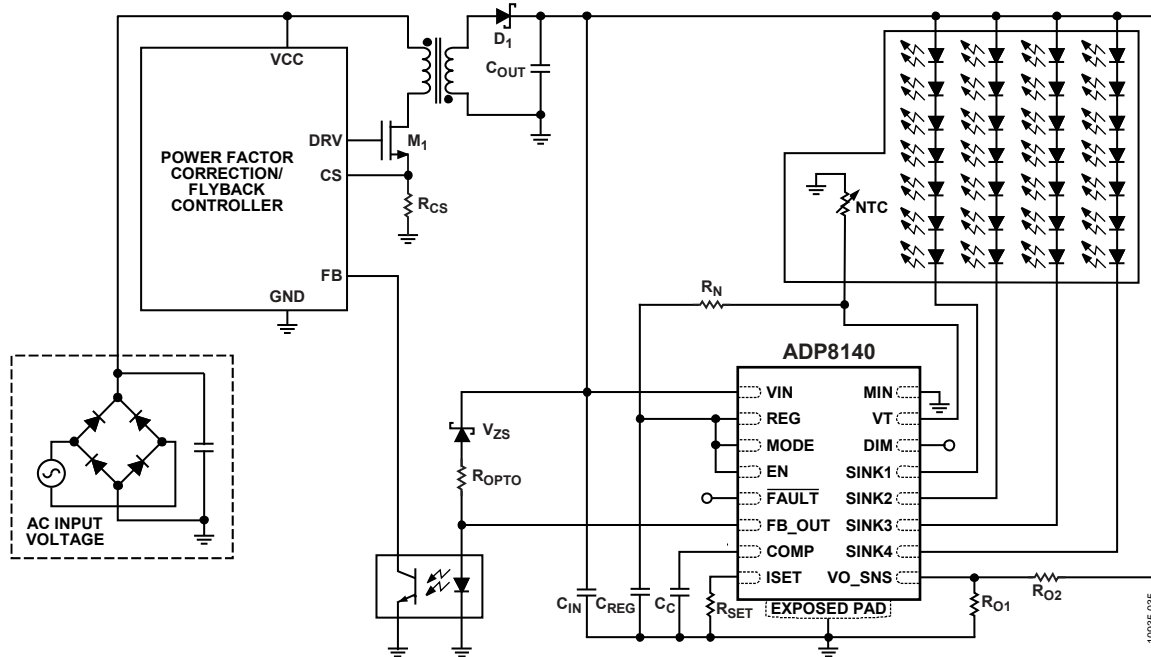 D1
VCC
COUT
DRV
M1
POWER FACTOR
CORRECTION/
FLYBACK
CONTROLLER
CS
RCS
NTC
FB
GND
RN
ADP8140
VIN
MIN
REG
VT
VZS
MODE
DIM
ROPTO
EN
SINK1
FAULT
SINK2
AC INPUT
VOLTAGE
FB_OUT
SINK3
COMP
SINK4
ISET
VO_SNS
CIN
CREG
CC
RSET
EXPOSED PAD
RO1
RO2
10935-035